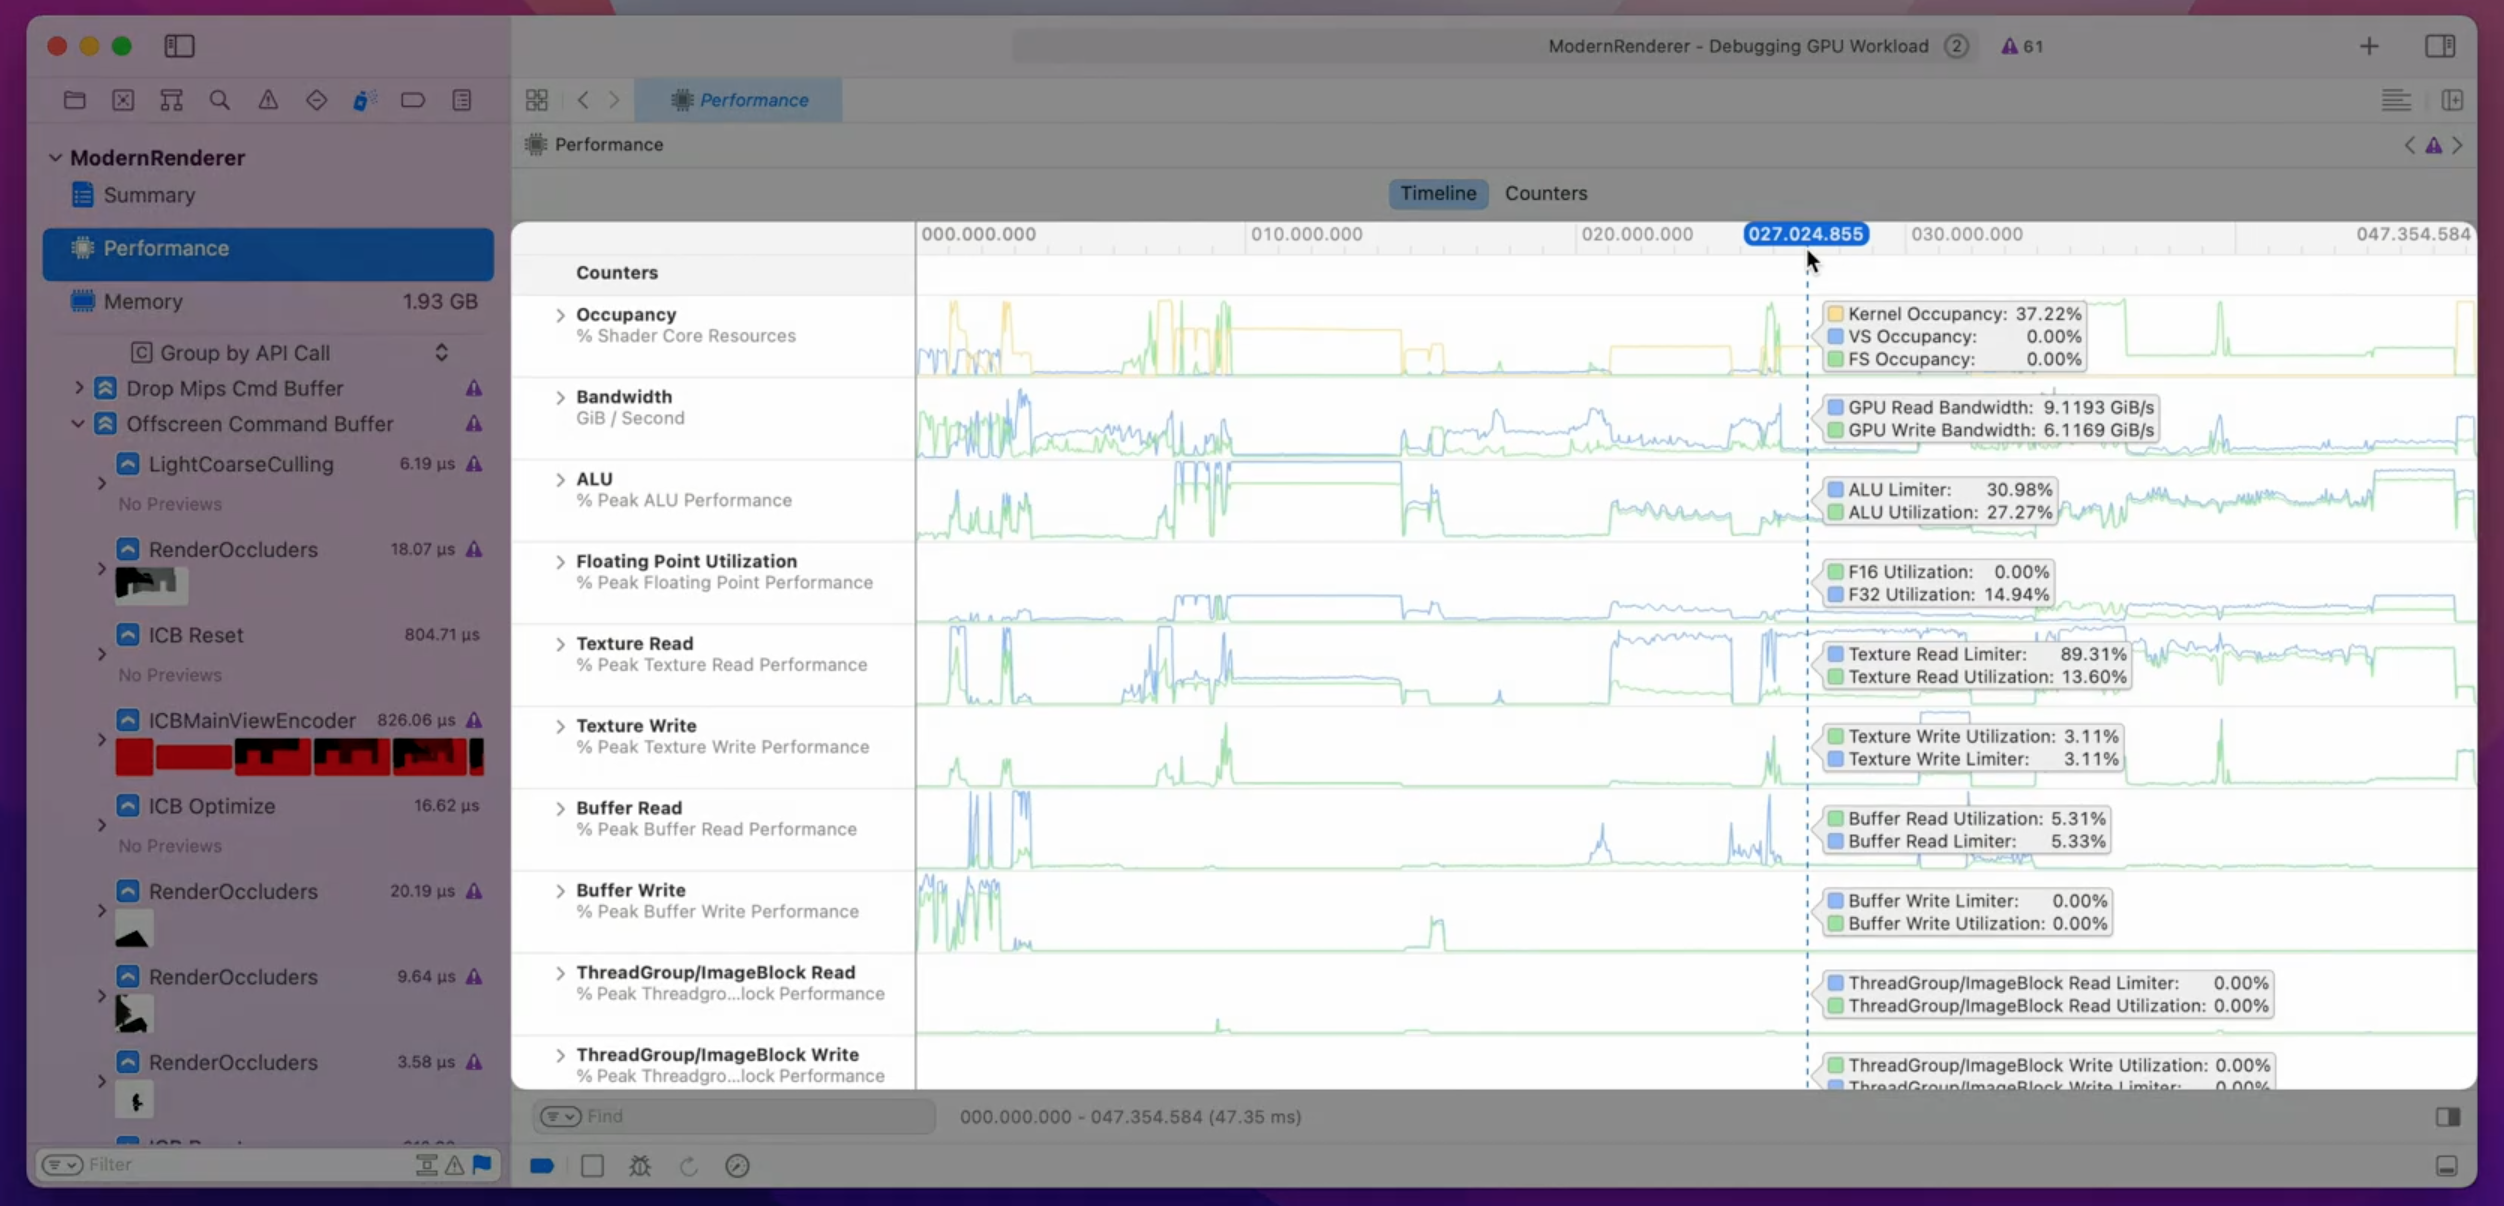 ModernRenderer - Debugging GPU Workload 2 61
Performance
Performance
ModernRenderer
Summary
Performance
Memory 1.93 GB
C Group by API Call
Drop Mips Cmd Buffer
Offscreen Command Buffer
LightCoarseCulling 6.19 µs
No Previews
RenderOccluders 18.07 µs
ICB Reset 804.71 µs
No Previews
ICBMainViewEncoder 826.06 µs
ICB Optimize 16.62 µs
No Previews
RenderOccluders 20.19 µs
RenderOccluders 9.64 µs
RenderOccluders 3.58 µs
Filter
Timeline Counters
000.000.000 010.000.000 020.000.000 027.024.855 030.000.000 047.354.584
Counters
Occupancy
% Shader Core Resources
Kernel Occupancy: 37.22%
VS Occupancy: 0.00%
FS Occupancy: 0.00%
Bandwidth
GiB / Second
GPU Read Bandwidth: 9.1193 GiB/s
GPU Write Bandwidth: 6.1169 GiB/s
ALU
% Peak ALU Performance
ALU Limiter: 30.98%
ALU Utilization: 27.27%
Floating Point Utilization
% Peak Floating Point Performance
F16 Utilization: 0.00%
F32 Utilization: 14.94%
Texture Read
% Peak Texture Read Performance
Texture Read Limiter: 89.31%
Texture Read Utilization: 13.60%
Texture Write
% Peak Texture Write Performance
Texture Write Utilization: 3.11%
Texture Write Limiter: 3.11%
Buffer Read
% Peak Buffer Read Performance
Buffer Read Utilization: 5.31%
Buffer Read Limiter: 5.33%
Buffer Write
% Peak Buffer Write Performance
Buffer Write Limiter: 0.00%
Buffer Write Utilization: 0.00%
ThreadGroup/ImageBlock Read
% Peak Threadgro...lock Performance
ThreadGroup/ImageBlock Read Limiter: 0.00%
ThreadGroup/ImageBlock Read Utilization: 0.00%
ThreadGroup/ImageBlock Write
% Peak Threadgro...lock Performance
ThreadGroup/ImageBlock Write Utilization: 0.00%
ThreadGroup/ImageBlock Write Limiter: 0.00%
Find
000.000.000 - 047.354.584 (47.35 ms)